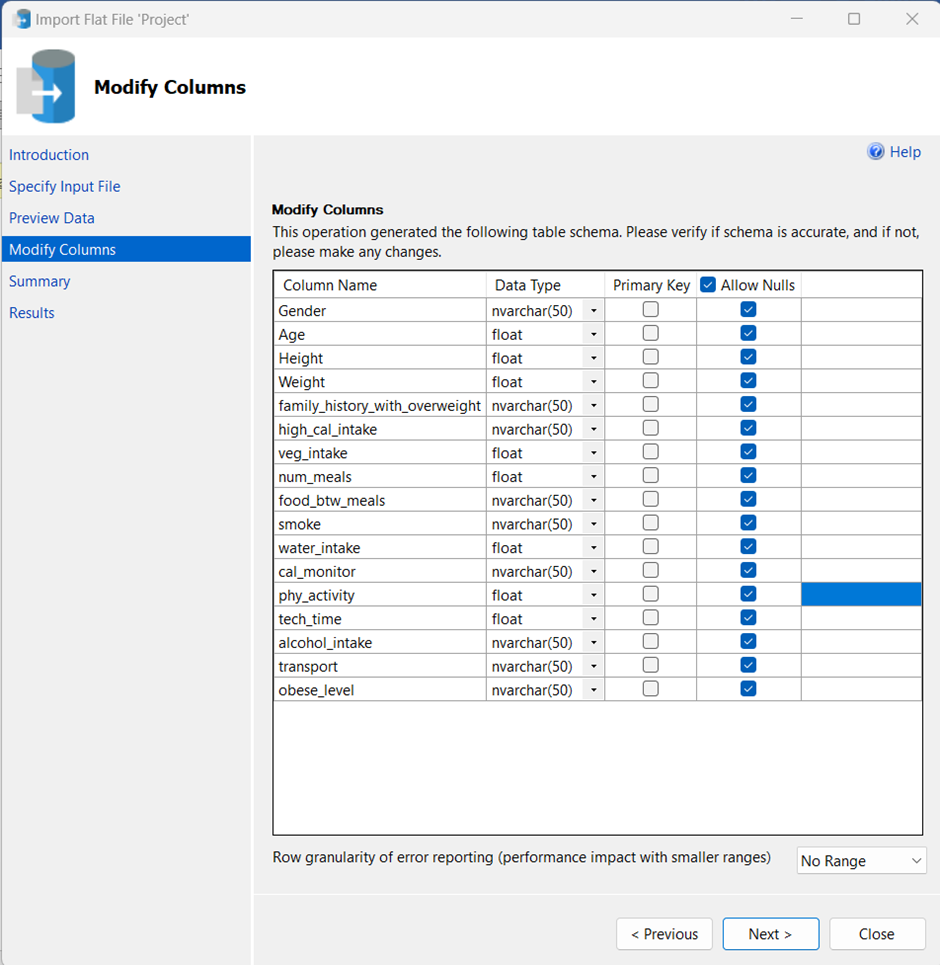 Import Flat File 'Project'
Modify Columns
Introduction
Specify Input File
Preview Data
Modify Columns
Summary
Results
Help
Modify Columns
This operation generated the following table schema. Please verify if schema is accurate, and if not,
please make any changes.
Column Name Data Type Primary Key Allow Nulls
Gender nvarchar(50)
Age float
Height float
Weight float
family_history_with_overweight nvarchar(50)
high_cal_intake nvarchar(50)
veg_intake float
num_meals float
food_btw_meals nvarchar(50)
smoke nvarchar(50)
water_intake float
cal_monitor nvarchar(50)
phy_activity float
tech_time float
alcohol_intake nvarchar(50)
transport nvarchar(50)
obese_level nvarchar(50)
Row granularity of error reporting (performance impact with smaller ranges) No Range
< Previous Next > Close